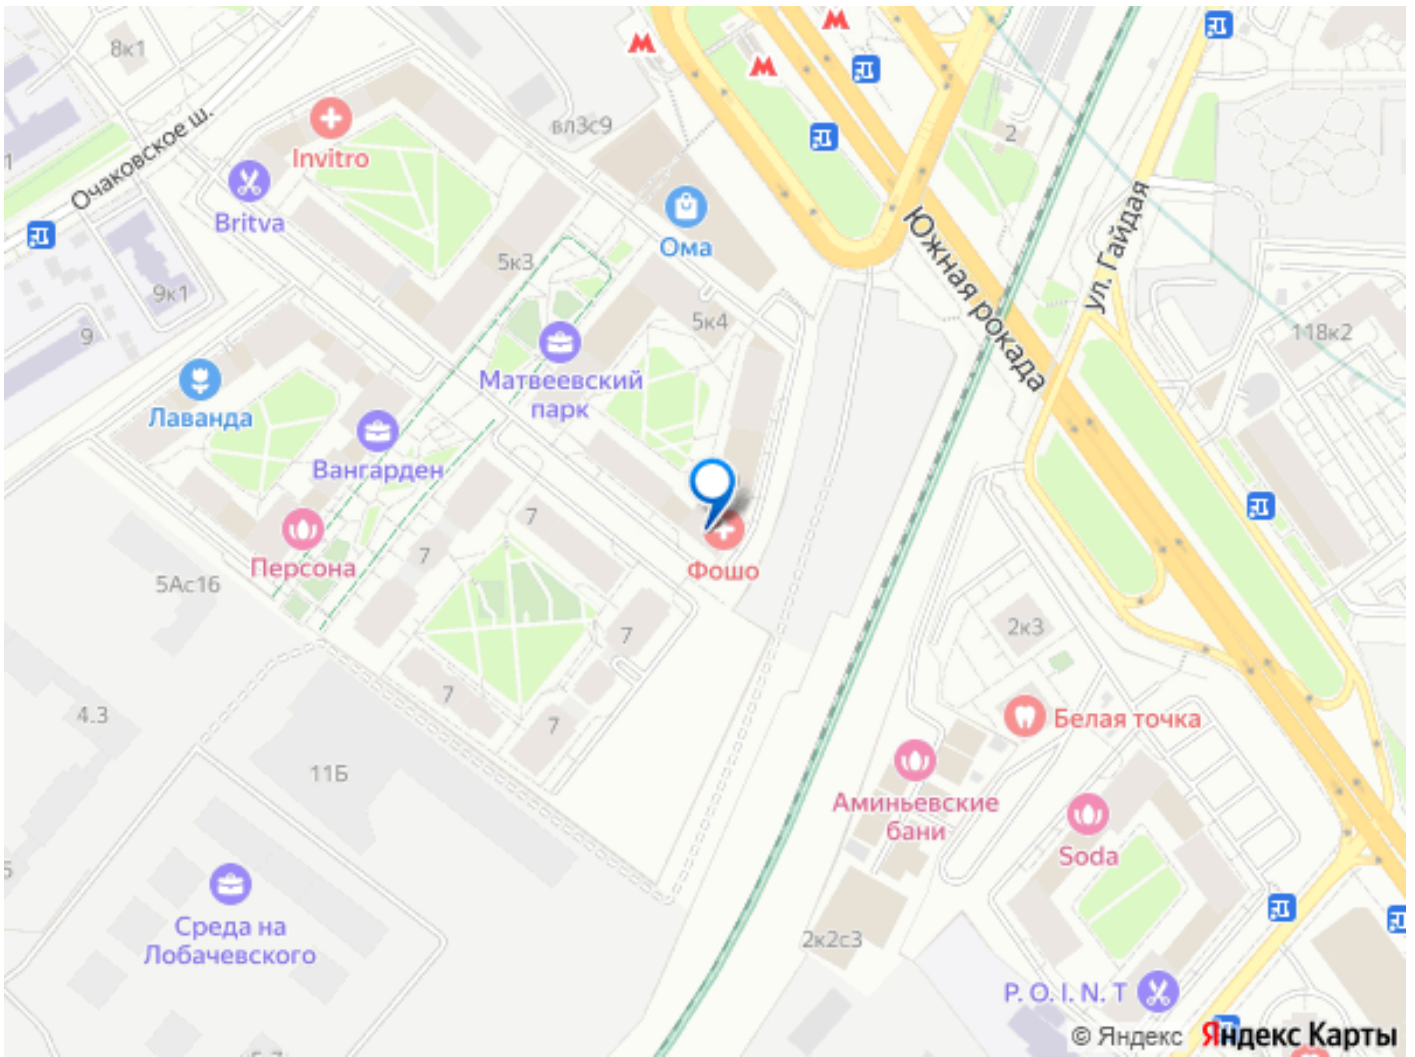 8к1
вл3с9
2
Очаковское ш.
Invitro
Britva
Ома
Южная рокада
ул. Гайдая
1
5к3
9к1
9
5к4
118к2
Лаванда
Матвеевский
парк
Вангарден
Персона
7
7
Фошо
5Ас16
7
2к3
7
7
4.3
11Б
Белая точка
Аминьевские
бани
Soda
5
Среда на
Лобачевского
2к2с3
P. O. I. N. T
© Яндекс
Яндекс Карты